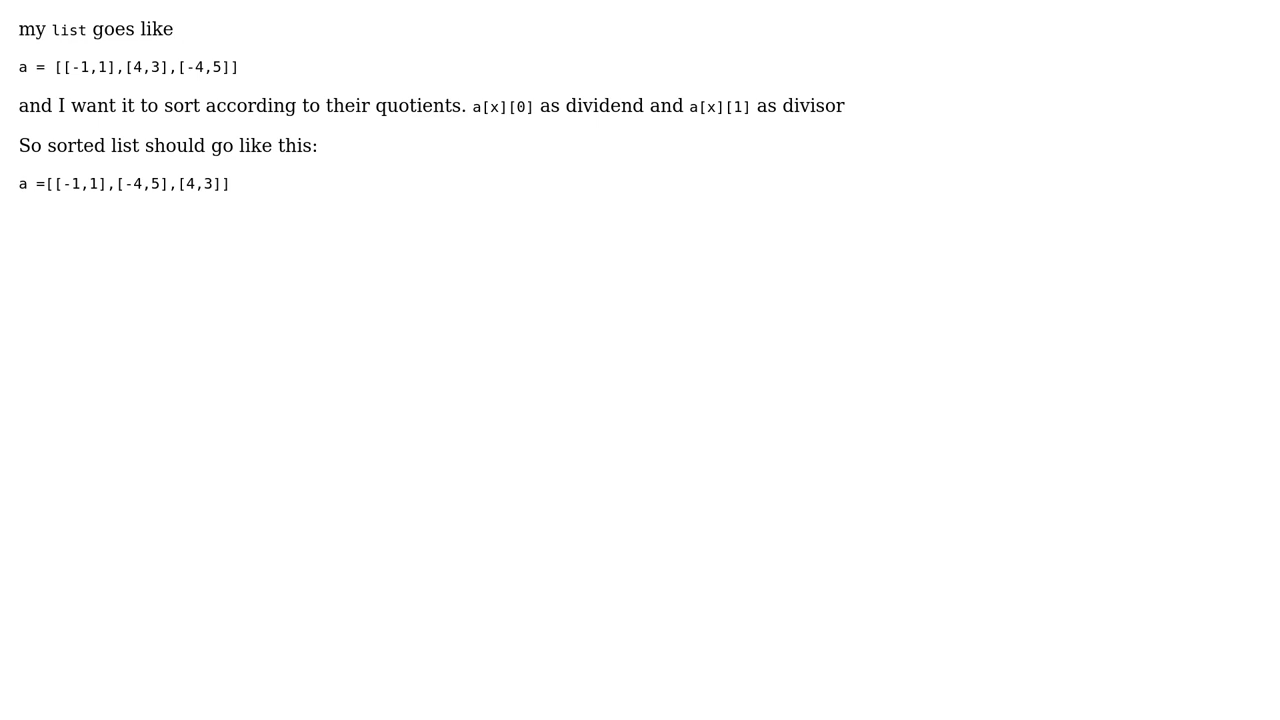 my list goes like
a = [[-1,1],[4,3],[-4,5]]
and I want it to sort according to their quotients. a[x][0] as dividend and a[x][1] as divisor
So sorted list should go like this:
a =[[-1,1],[-4,5],[4,3]]